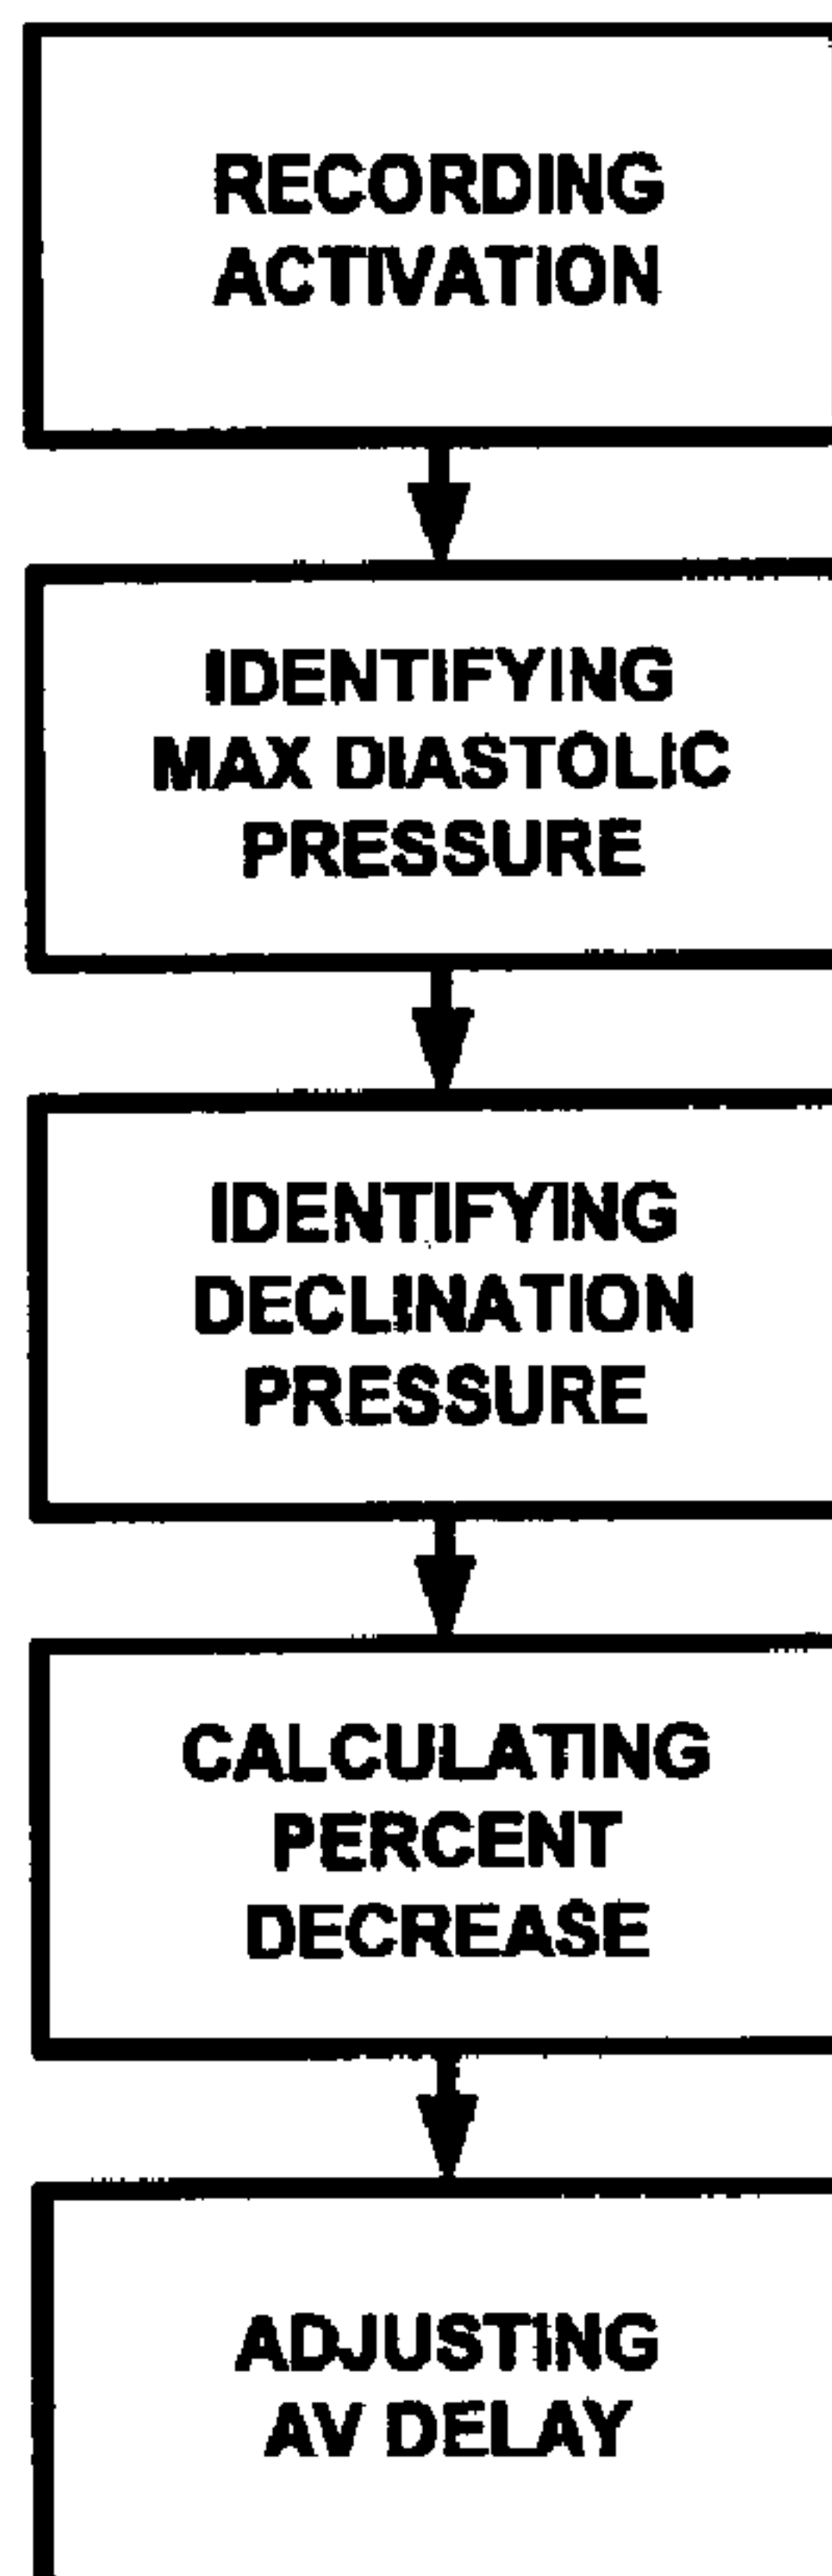 RECORDING
ACTIVATION
IDENTIFYING
MAX DIASTOLIC
PRESSURE
IDENTIFYING
DECLINATION
PRESSURE
CALCULATING
PERCENT
DECREASE
ADJUSTING
AV DELAY